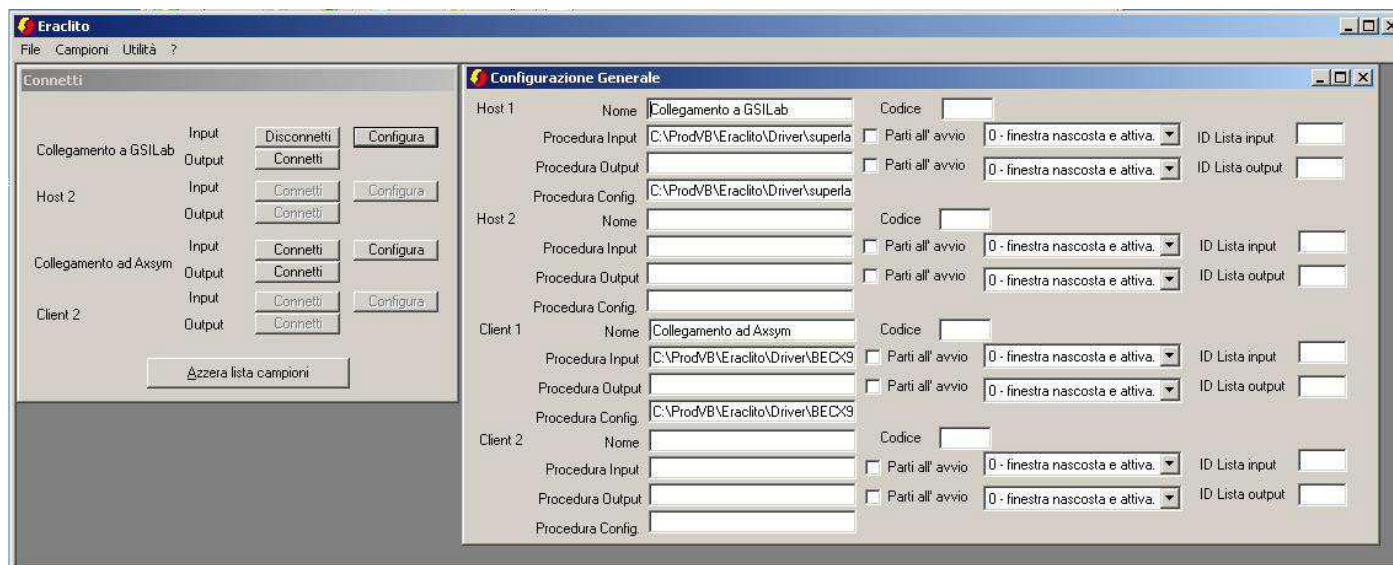 Eraclito
File Campioni Utilità ?
Connetti
Collegamento a GSILab
Input Disconnetti Configura
Output Connetti
Host 2
Input Connetti Configura
Output Connetti
Collegamento ad Axsym
Input Connetti Configura
Output Connetti
Client 2
Input Connetti Configura
Output Connetti
Azzera lista campioni
Configurazione Generale
Host 1 Nome Collegamento a GSILab Codice
Procedura Input C:\ProdVB\Eraclito\Driver\superla Parti all' avvio 0 - finestra nascosta e attiva. ID Lista input
Procedura Output Parti all' avvio 0 - finestra nascosta e attiva. ID Lista output
Procedura Config. C:\ProdVB\Eraclito\Driver\superla
Host 2 Nome Codice
Procedura Input Parti all' avvio 0 - finestra nascosta e attiva. ID Lista input
Procedura Output Parti all' avvio 0 - finestra nascosta e attiva. ID Lista output
Procedura Config.
Client 1 Nome Collegamento ad Axsym Codice
Procedura Input C:\ProdVB\Eraclito\Driver\BECX9 Parti all' avvio 0 - finestra nascosta e attiva. ID Lista input
Procedura Output Parti all' avvio 0 - finestra nascosta e attiva. ID Lista output
Procedura Config. C:\ProdVB\Eraclito\Driver\BECX9
Client 2 Nome Codice
Procedura Input Parti all' avvio 0 - finestra nascosta e attiva. ID Lista input
Procedura Output Parti all' avvio 0 - finestra nascosta e attiva. ID Lista output
Procedura Config.